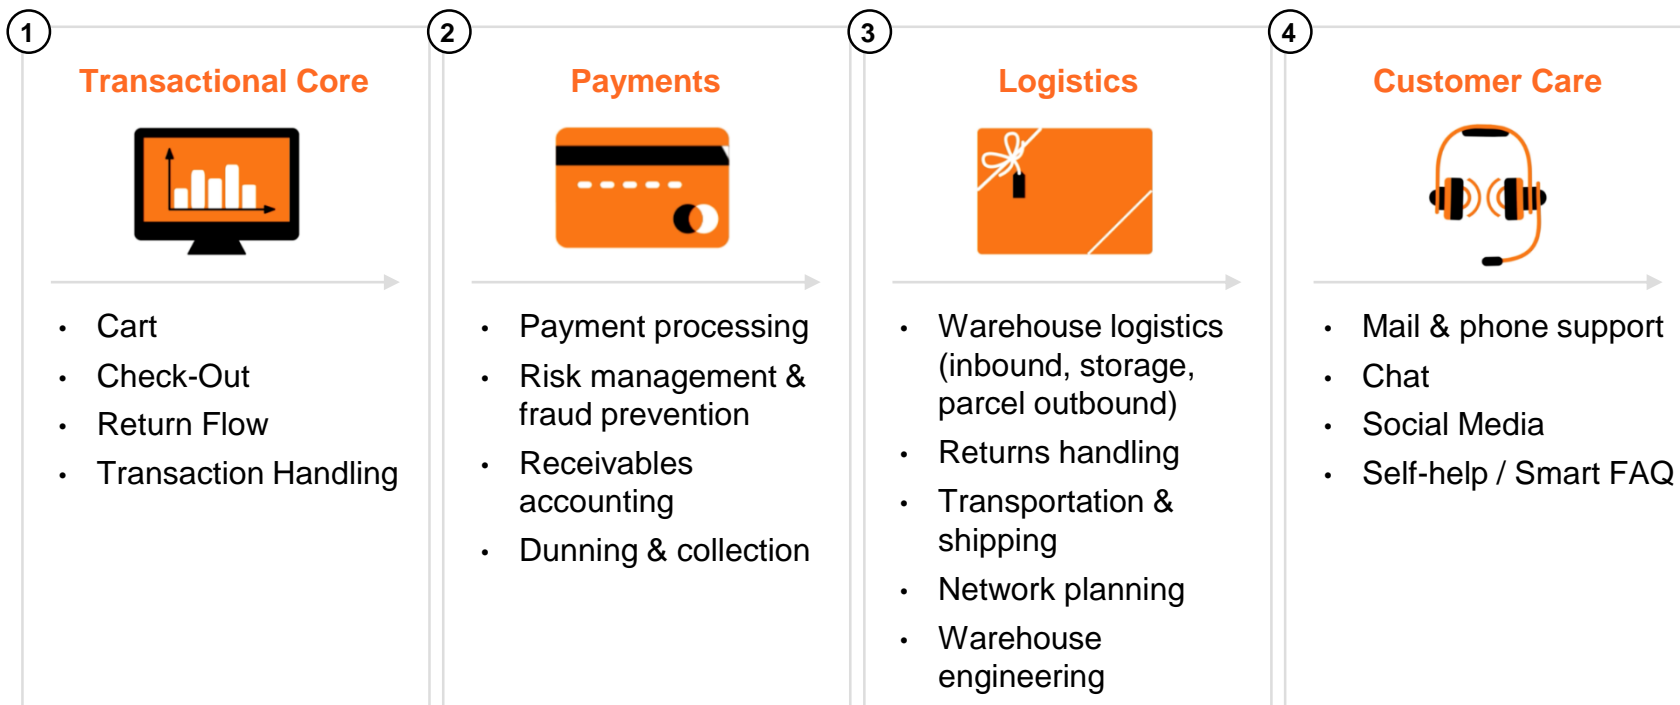 1
Transactional Core
• Cart
• Check-Out
• Return Flow
• Transaction Handling
2
Payments
• Payment processing
• Risk management &
fraud prevention
• Receivables
accounting
• Dunning & collection
3
Logistics
• Warehouse logistics
(inbound, storage,
parcel outbound)
• Returns handling
• Transportation &
shipping
• Network planning
• Warehouse
engineering
4
Customer Care
• Mail & phone support
• Chat
• Social Media
• Self-help / Smart FAQ